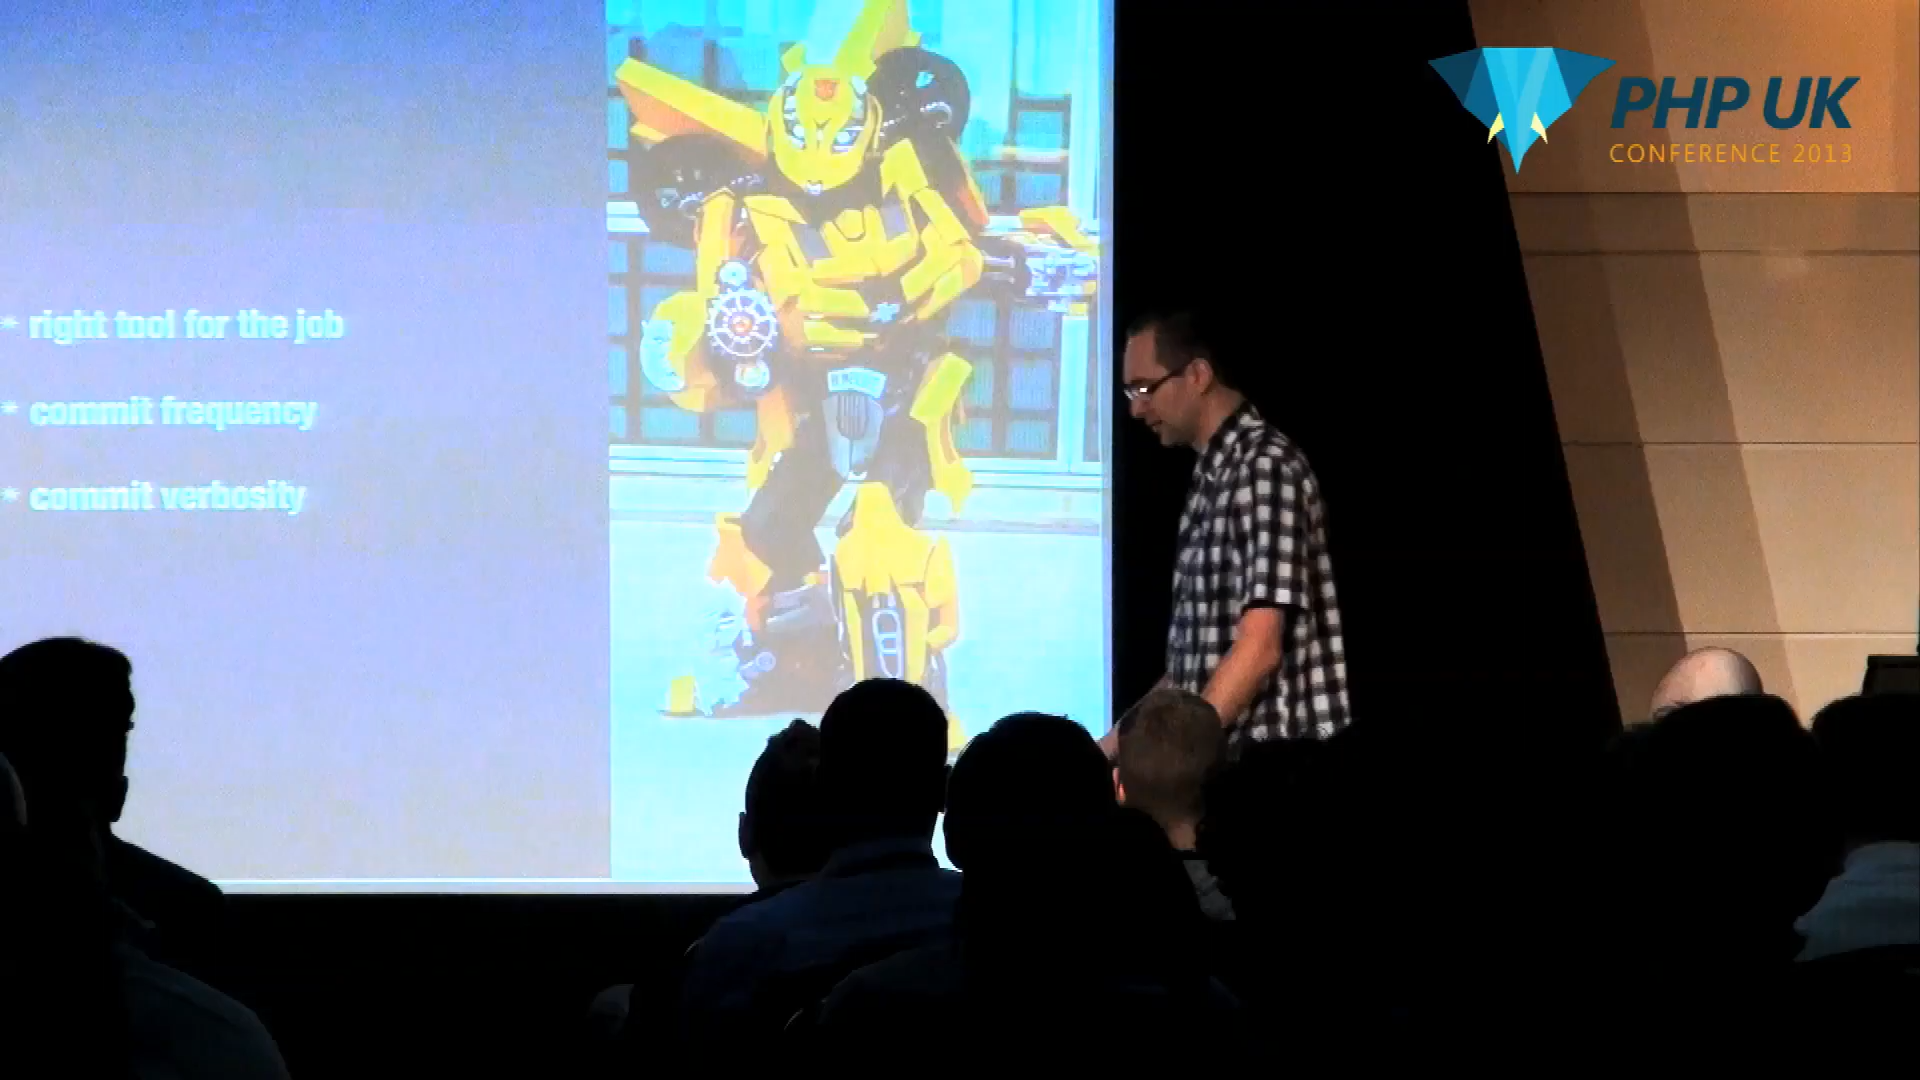 PHP UK
CONFERENCE 2013
* right tool for the job
* commit frequency
* commit verbosity